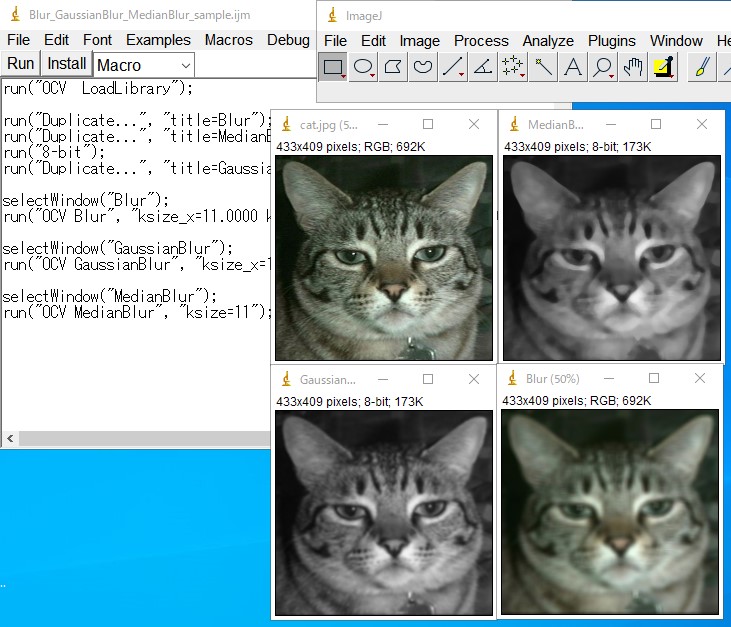 Blur_GaussianBlur_MedianBlur_sample.ijm
File Edit Font Examples Macros Debug
Run Install Macro
run("OCV LoadLibrary");
run("Duplicate...", "title=Blur");
run("Duplicate...", "title=MedianB
run("8-bit");
run("Duplicate...", "title=Gaussia
selectWindow("Blur");
run("OCV Blur", "ksize_x=11.0000 k
selectWindow("GaussianBlur");
run("OCV GaussianBlur", "ksize_x=1
selectWindow("MedianBlur");
run("OCV MedianBlur", "ksize=11");
ImageJ
File Edit Image Process Analyze Plugins Window He
A
cat.jpg (5...
433x409 pixels; RGB; 692K
MedianB...
433x409 pixels; 8-bit; 173K
Gaussian...
433x409 pixels; 8-bit; 173K
Blur (50%)
433x409 pixels; RGB; 692K